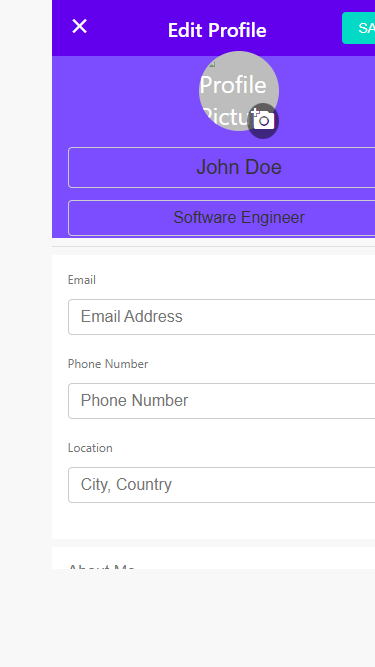 ✕ Edit Profile SA
Profile
Pictu
John Doe
Software Engineer
Email
Email Address
Phone Number
Phone Number
Location
City, Country
About Me